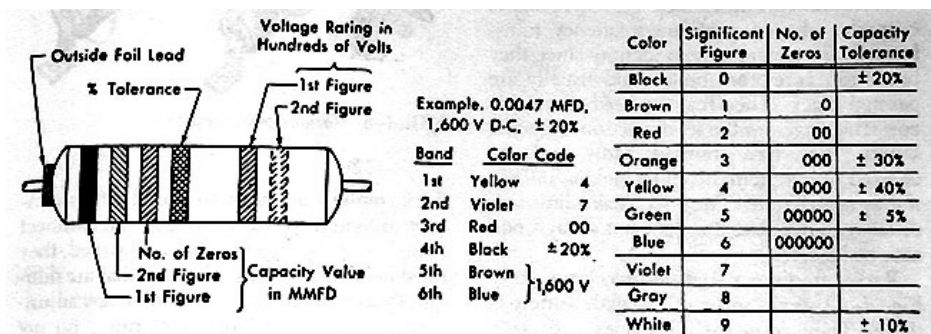 Voltage Rating in
Hundreds of Volts
Outside Foil Lead
% Tolerance
1st Figure
2nd Figure
No. of Zeros
2nd Figure
1st Figure
Capacity Value
in MMFD
Example. 0.0047 MFD,
1,600 V D-C, ± 20%
Band Color Code
1st Yellow 4
2nd Violet 7
3rd Red 00
4th Black ±20%
5th Brown
6th Blue
1,600 V
Color Significant Figure No. of Zeros Capacity Tolerance
Black 0 ± 20%
Brown 1 0
Red 2 00
Orange 3 000 ± 30%
Yellow 4 0000 ± 40%
Green 5 00000 ± 5%
Blue 6 000000
Violet 7
Gray 8
White 9 ± 10%